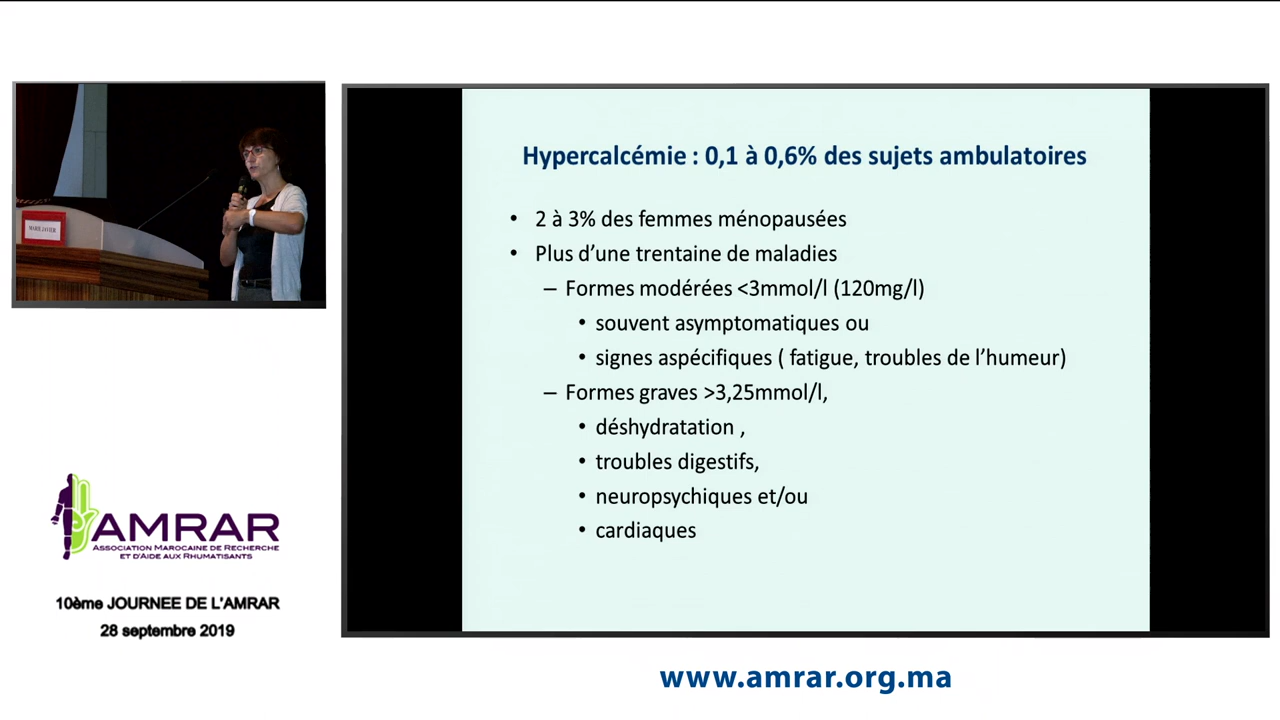 MARIE JAVIER
Hypercalcémie : 0,1 à 0,6% des sujets ambulatoires
• 2 à 3% des femmes ménopausées
• Plus d’une trentaine de maladies
– Formes modérées <3mmol/l (120mg/l)
• souvent asymptomatiques ou
• signes aspécifiques ( fatigue, troubles de l’humeur)
– Formes graves >3,25mmol/l,
• déshydratation ,
• troubles digestifs,
• neuropsychiques et/ou
• cardiaques
AMRAR
Association Marocaine de Recherche
et d'Aide aux Rhumatisants
10ème JOURNEE DE L'AMRAR
28 septembre 2019
www.amrar.org.ma